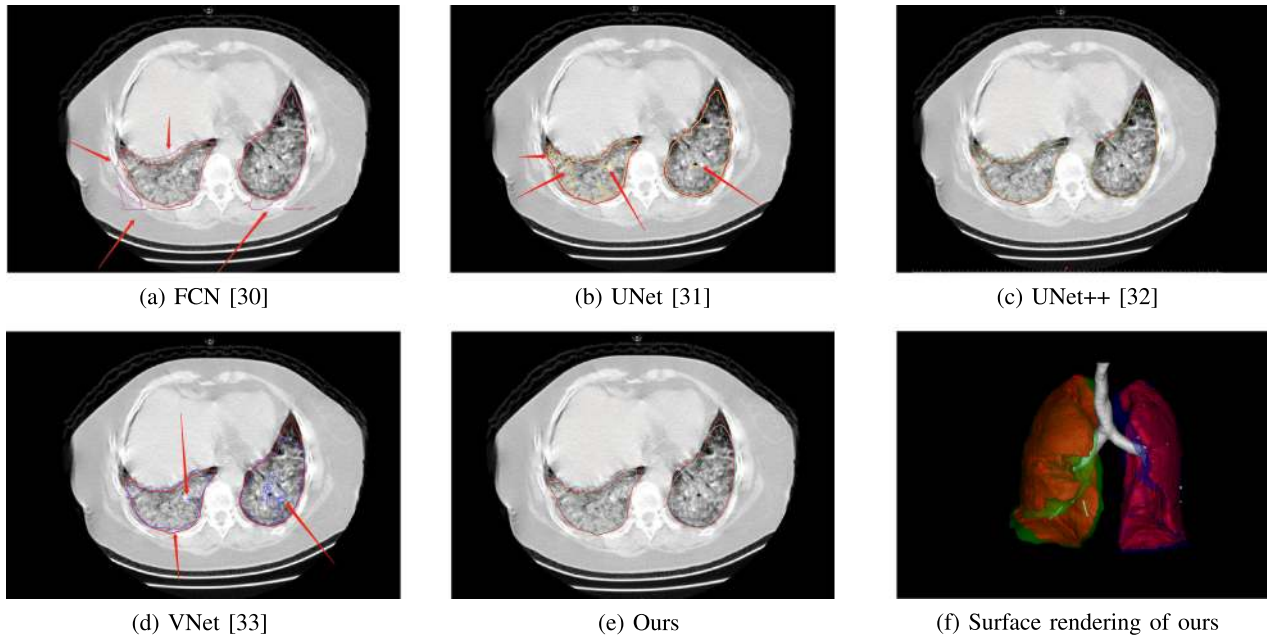 (a) FCN [30]
(b) UNet [31]
(c) UNet++ [32]
(d) VNet [33]
(e) Ours
(f) Surface rendering of ours